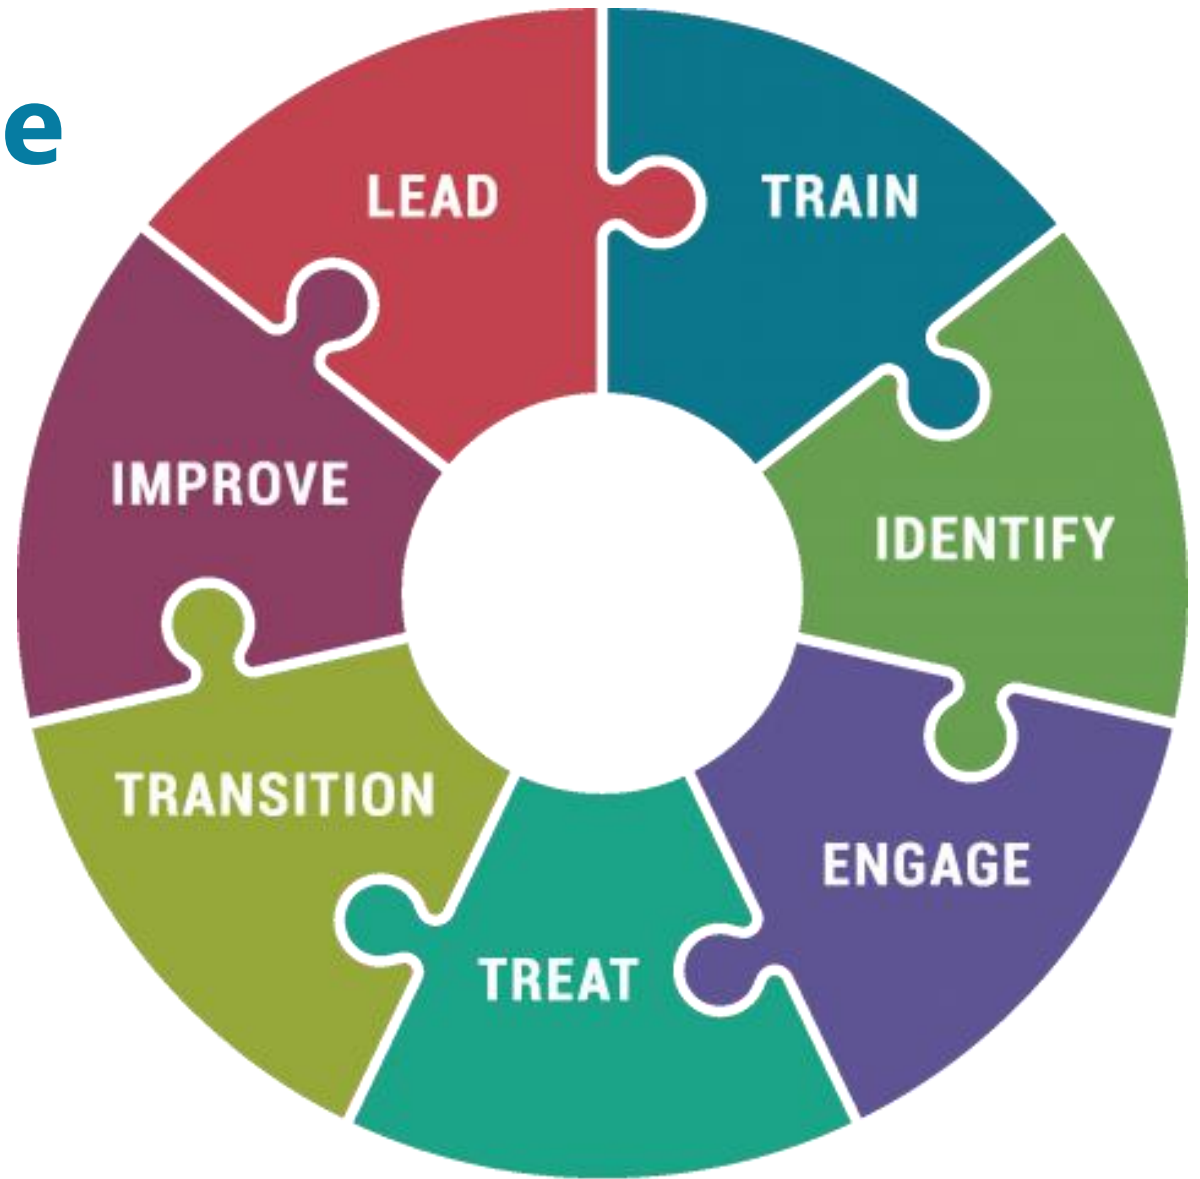 e
LEAD
TRAIN
IDENTIFY
ENGAGE
TREAT
TRANSITION
IMPROVE